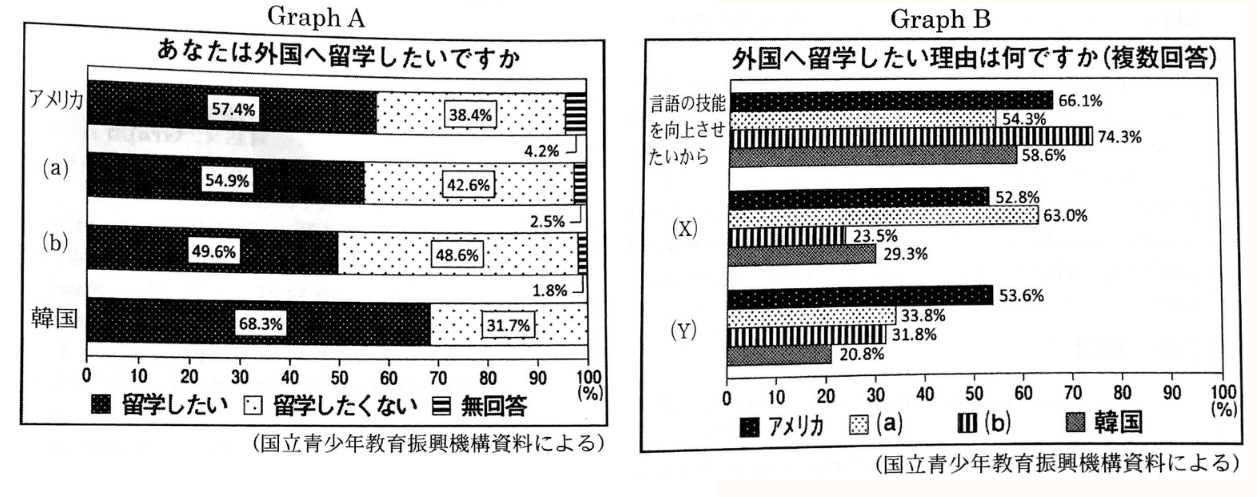 Graph A
あなたは外国へ留学したいですか
アメリカ 57.4% 38.4%
4.2%
(a) 54.9% 42.6%
2.5%
(b) 49.6% 48.6%
1.8%
韓国 68.3% 31.7%
0 10 20 30 40 50 60 70 80 90 100
(%)
留学したい 留学したくない 無回答
(国立青少年教育振興機構資料による)
Graph B
外国へ留学したい理由は何ですか(複数回答)
言語の技能
を向上させ
たいから
66.1%
54.3%
74.3%
58.6%
(X)
52.8%
63.0%
23.5%
29.3%
(Y)
53.6%
33.8%
31.8%
20.8%
0 10 20 30 40 50 60 70 80 90 100
(%)
アメリカ (a) (b) 韓国
(国立青少年教育振興機構資料による)